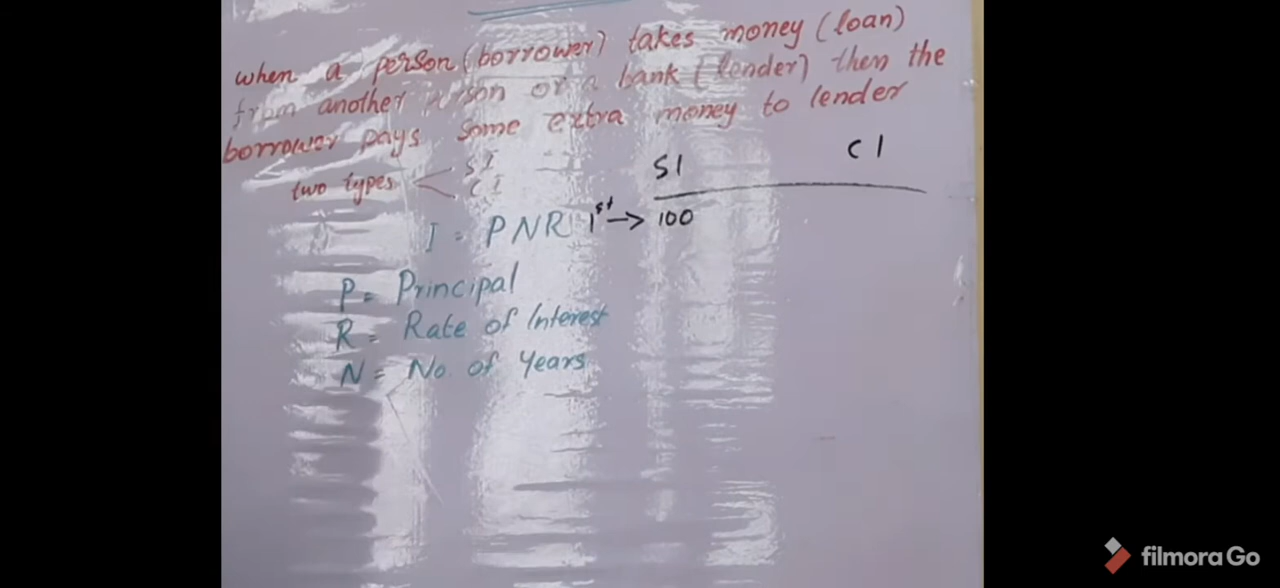 when a person (borrower) takes money (loan)
from another person or a bank (lender) then the
borrower pays some extra money to lender
two types SI
CI
SI CI
I = PNR 1st → 100
P = Principal
R = Rate of Interest
N = No. of Years
filmora Go